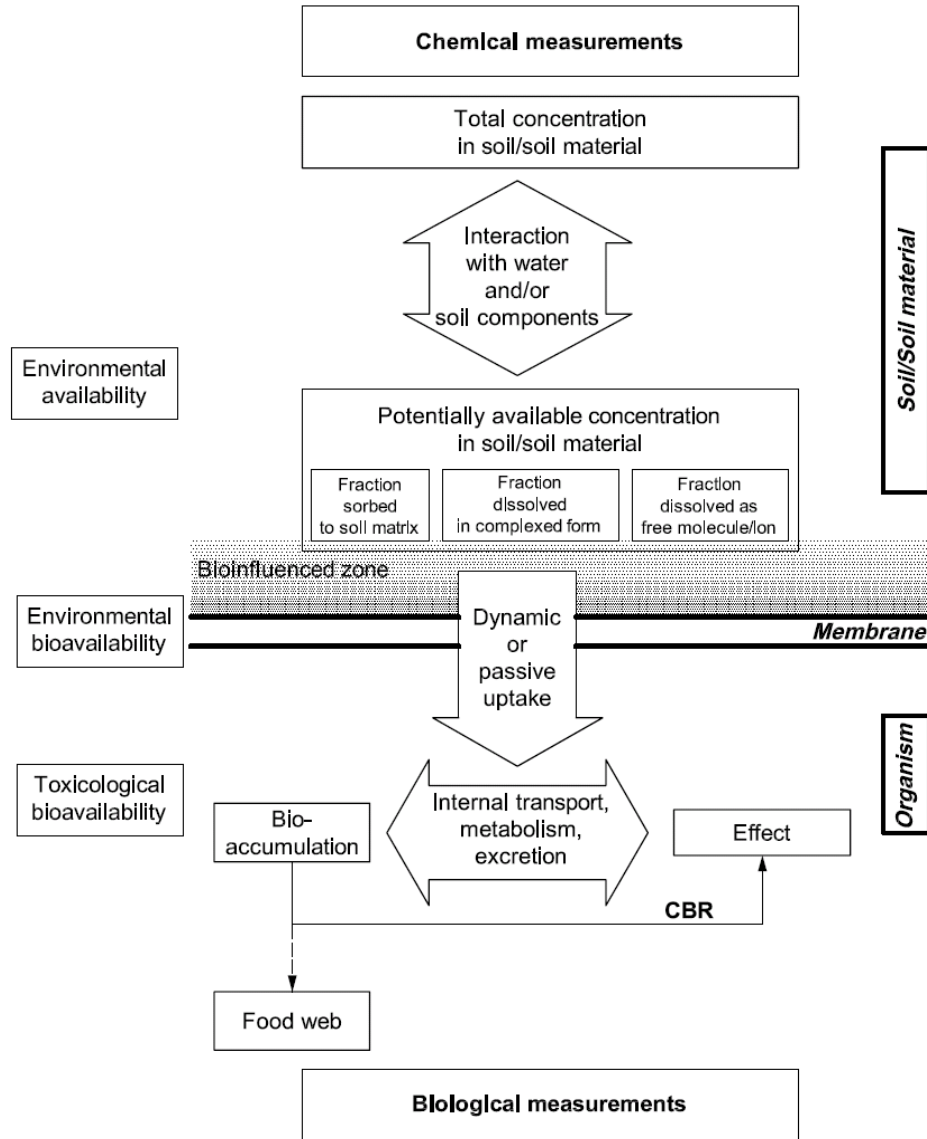 Chemical measurements
Total concentration
in soil/soil material
Interaction
with water
and/or
soil components
Soil/Soil material
Environmental
availability
Potentially available concentration
in soil/soil material
Fraction
sorbed
to soil matrix
Fraction
dissolved
in complexed form
Fraction
dissolved as
free molecule/ion
Bioinfluenced zone
Environmental
bioavailability
Dynamic
or
passive
uptake
Membrane
Toxicological
bioavailability
Bio-
accumulation
Internal transport,
metabolism,
excretion
Effect
Organism
CBR
Food web
Biological measurements